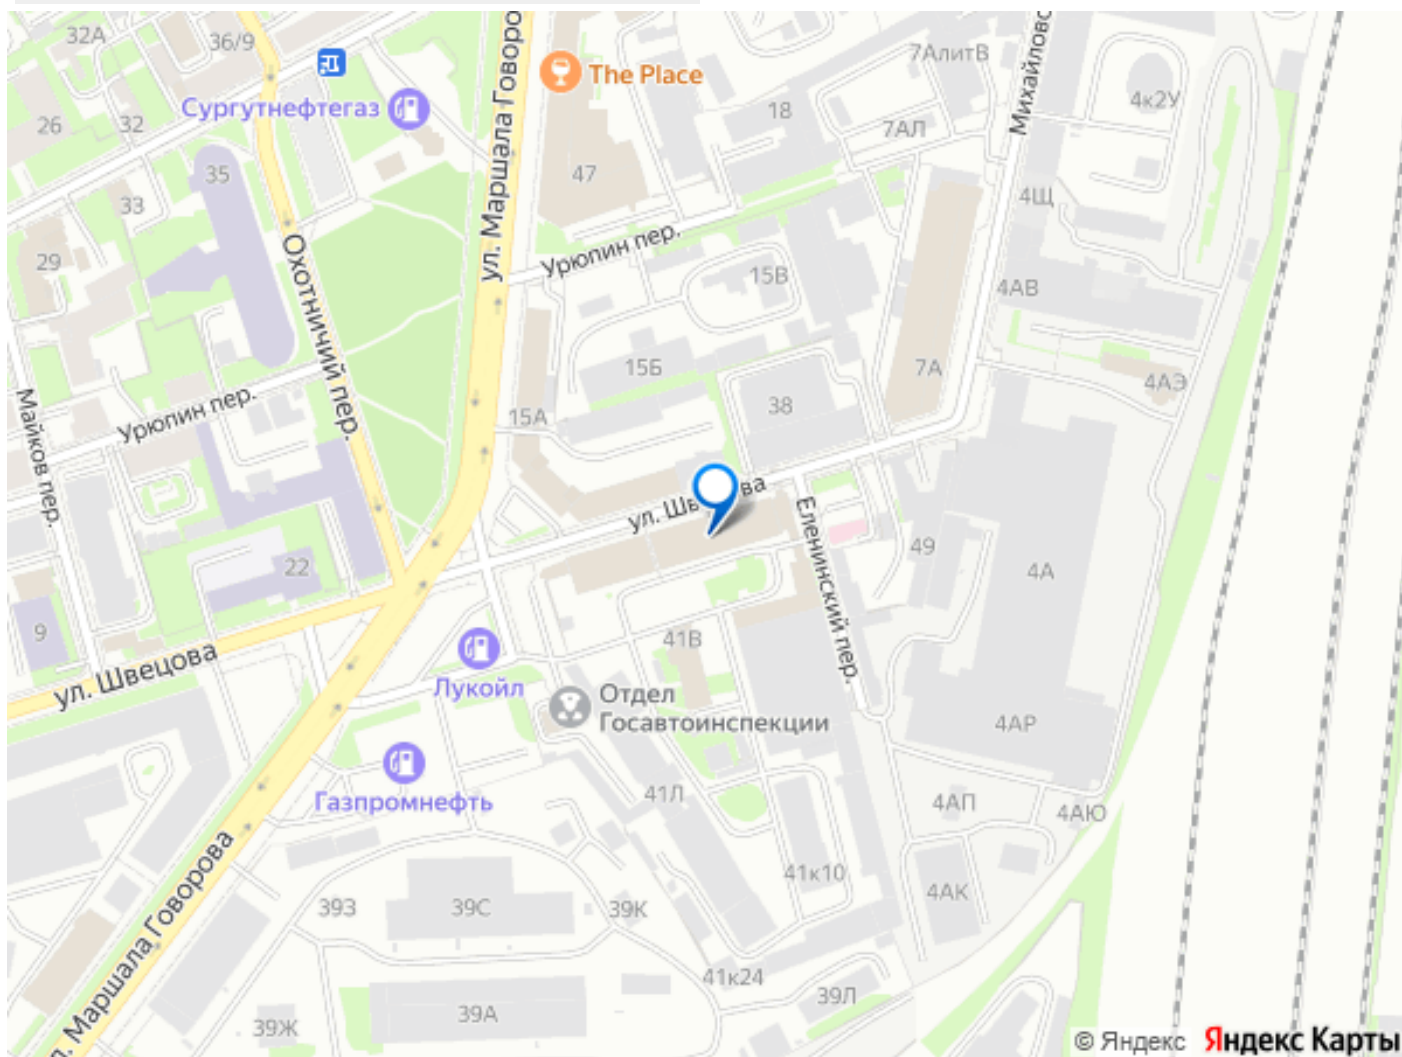 32А
36/9
ул. Маршала Говоро
The Place
7АлитВ
Михайловс
4к2У
Сургутнефтегаз
26
32
18
7АЛ
35
47
33
4Щ
Охотничий пер.
Урюпин пер.
29
15В
4АВ
15Б
7А
4АЭ
Майков пер.
Урюпин пер.
15А
38
ул. Шв
ва
Еленинский пер.
49
22
4А
9
41В
ул. Швецова
Лукойл
Отдел
Госавтоинспекции
4АР
Газпромнефть
41Л
4АП
4АЮ
ул. Маршала Говорова
41к10
4АК
39З
39С
39К
41к24
39Л
39Ж
39А
© Яндекс Яндекс Карты